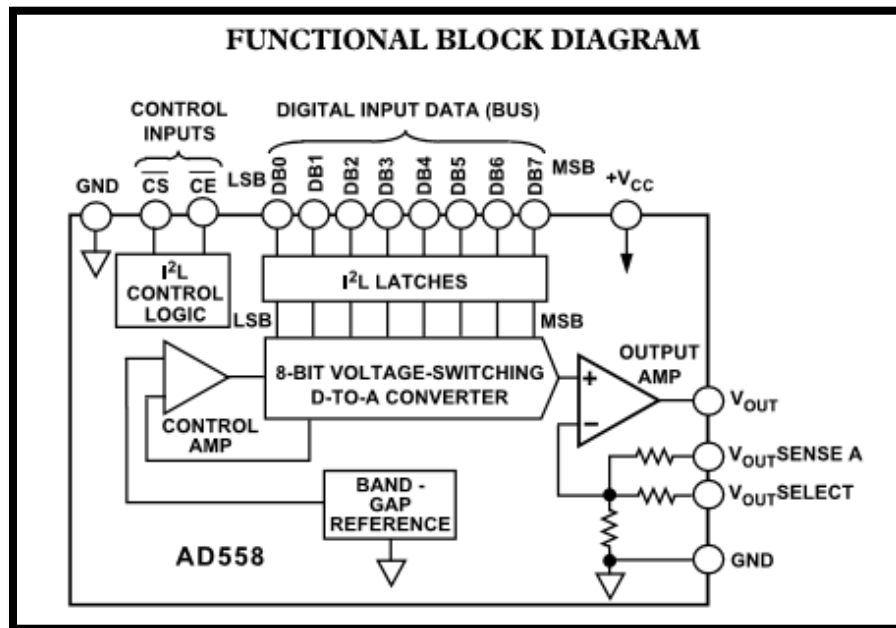 FUNCTIONAL BLOCK DIAGRAM
CONTROL
INPUTS
DIGITAL INPUT DATA (BUS)
GND
CS
CE
LSB
DB0
DB1
DB2
DB3
DB4
DB5
DB6
DB7
MSB
+VCC
I²L
CONTROL
LOGIC
I²L LATCHES
LSB
MSB
8-BIT VOLTAGE-SWITCHING
D-TO-A CONVERTER
CONTROL
AMP
OUTPUT
AMP
+
−
VOUT
VOUTSENSE A
VOUTSELECT
GND
BAND -
GAP
REFERENCE
AD558